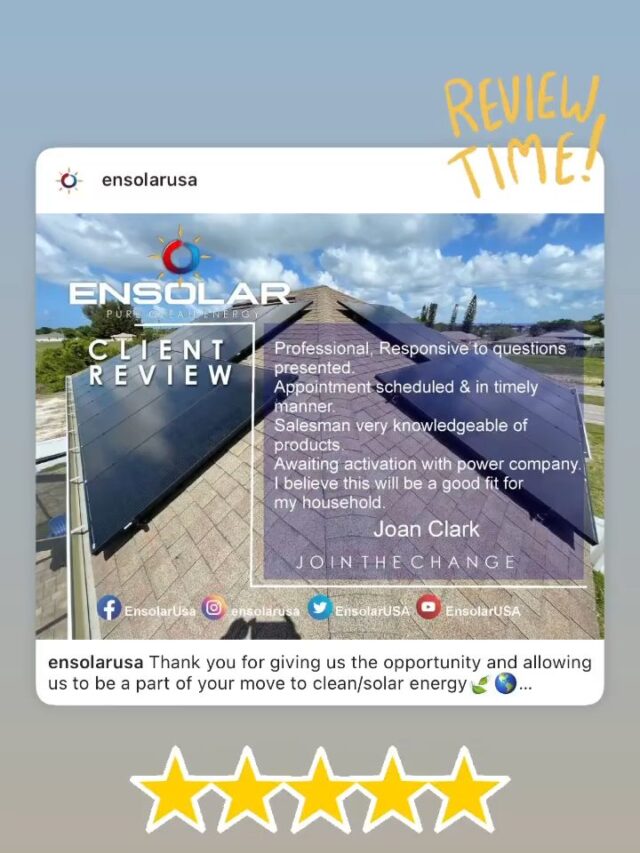 REVIEW
TIME!
ensolarusa
ENSOLAR
PURE CLEAN ENERGY
CLIENT
REVIEW
Professional, Responsive to questions
presented.
Appointment scheduled & in timely
manner.
Salesman very knowledgeable of
products.
Awaiting activation with power company.
I believe this will be a good fit for
my household.
Joan Clark
JOIN THE CHANGE
EnsolarUsa ensolarusa EnsolarUSA EnsolarUSA
ensolarusa Thank you for giving us the opportunity and allowing
us to be a part of your move to clean/solar energy🌿 🌎...